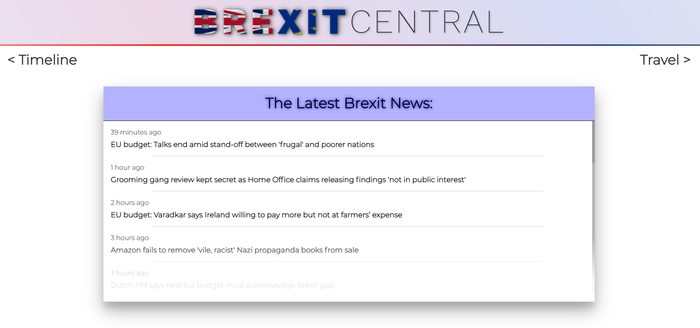 BREXITCENTRAL
< Timeline
Travel >
The Latest Brexit News:
39 minutes ago
EU budget: Talks end amid stand-off between 'frugal' and poorer nations
1 hour ago
Grooming gang review kept secret as Home Office claims releasing findings 'not in public interest'
2 hours ago
EU budget: Varadkar says Ireland willing to pay more but not at farmers' expense
3 hours ago
Amazon fails to remove 'vile, racist' Nazi propaganda books from sale
3 hours ago
Dutch PM says next EU budget must acknowledge Brexit gap